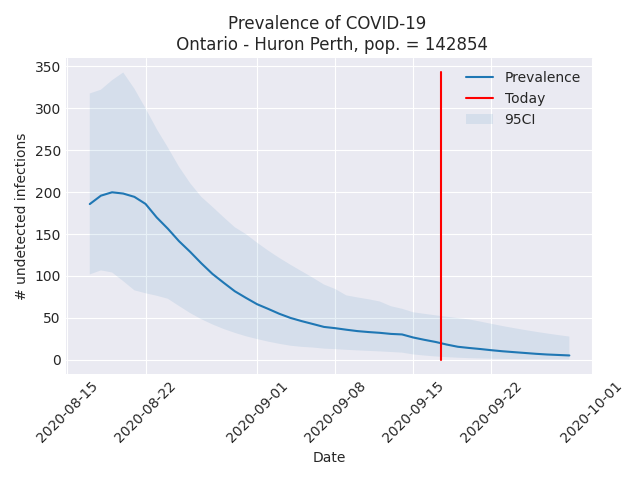 Prevalence of COVID-19
Ontario - Huron Perth, pop. = 142854
350
300
250
200
150
100
50
0
# undetected infections
Prevalence
Today
95CI
2020-08-15
2020-08-22
2020-09-01
2020-09-08
2020-09-15
2020-09-22
2020-10-01
Date